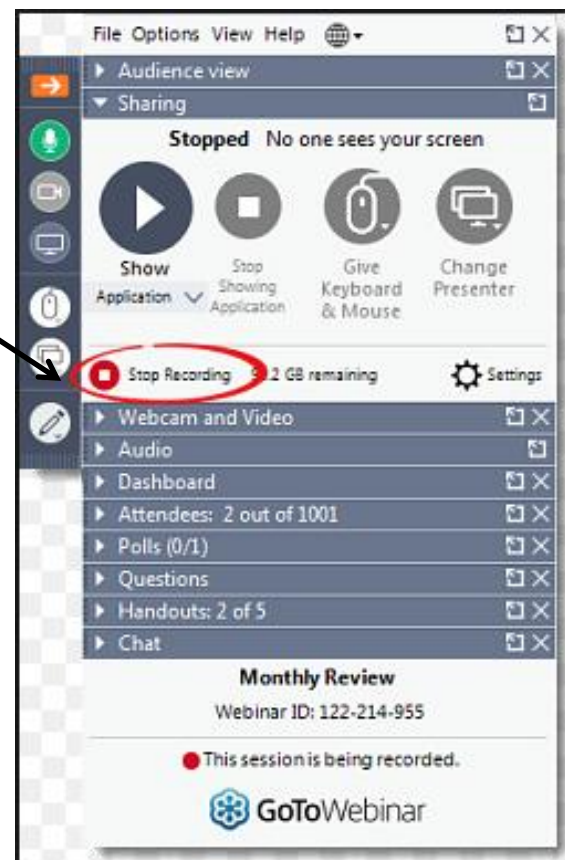 File Options View Help
Audience view
Sharing
Stopped No one sees your screen
Show
Application
Stop
Showing
Application
Give
Keyboard
& Mouse
Change
Presenter
Stop Recording .2 GB remaining
Settings
Webcam and Video
Audio
Dashboard
Attendees: 2 out of 1001
Polls (0/1)
Questions
Handouts: 2 of 5
Chat
Monthly Review
Webinar ID: 122-214-955
This session is being recorded.
GoToWebinar